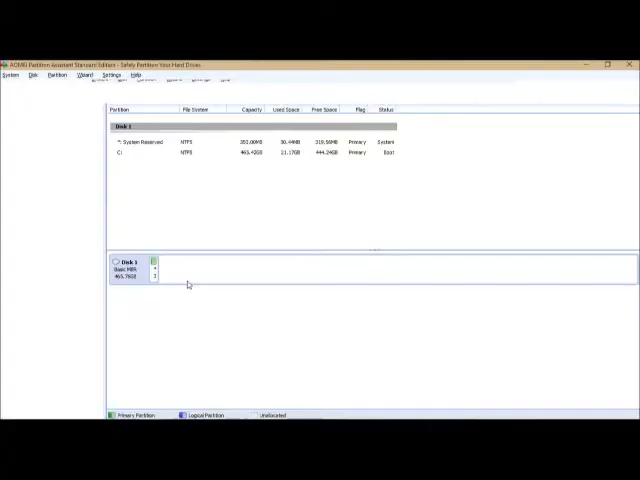 AOMEI Partition Assistant Standard Edition - Safely Partition Your Hard Drives
System Disk Partition Wizard Settings Help
Partition File System Capacity Used Space Free Space Flag Status
Disk 1
*: System Reserved NTFS 350.00MB 30.44MB 319.56MB Primary System
C: NTFS 465.42GB 21.17GB 444.24GB Primary Boot
Disk 1
Basic MBR
465.76GB
Primary Partition Logical Partition Unallocated